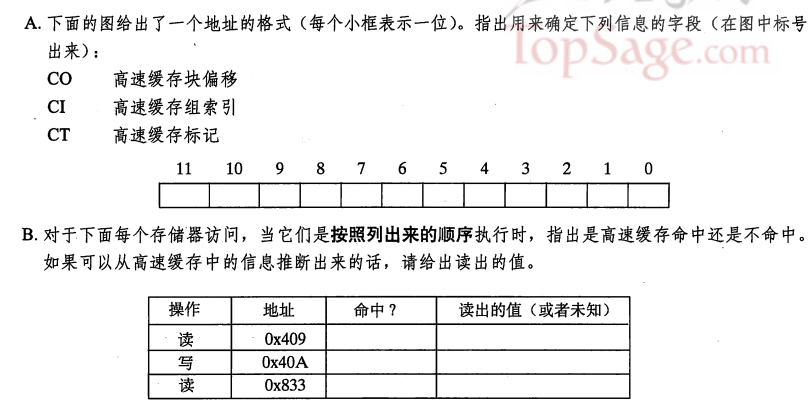 TopSage.com
A. 下面的图给出了一个地址的格式（每个小框表示一位）。指出用来确定下列信息的字段（在图中标号
出来）：
CO 高速缓存块偏移
CI 高速缓存组索引
CT 高速缓存标记
11 10 9 8 7 6 5 4 3 2 1 0
B. 对于下面每个存储器访问，当它们是按照列出来的顺序执行时，指出是高速缓存命中还是不命中。
如果可以从高速缓存中的信息推断出来的话，请给出读出的值。
操作 地址 命中？ 读出的值（或者未知）
读 0x409
写 0x40A
读 0x833